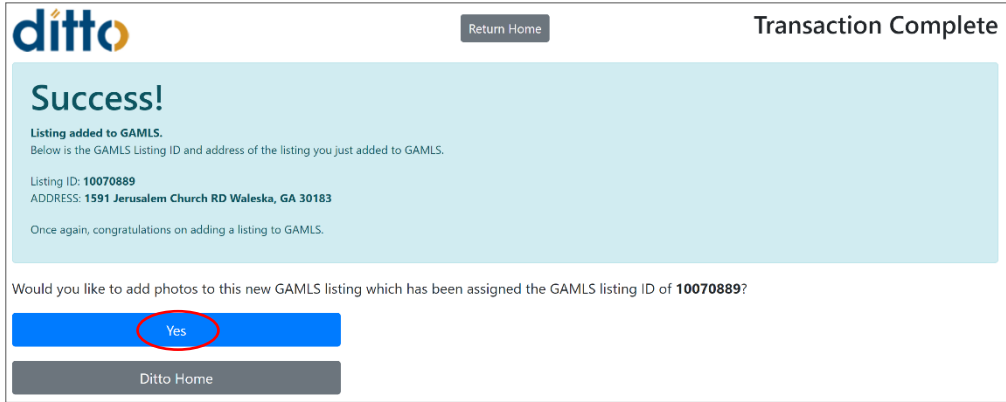 ditto
Return Home
Transaction Complete
Success!
Listing added to GAMLS.
Below is the GAMLS Listing ID and address of the listing you just added to GAMLS.
Listing ID: 10070889
ADDRESS: 1591 Jerusalem Church RD Waleska, GA 30183
Once again, congratulations on adding a listing to GAMLS.
Would you like to add photos to this new GAMLS listing which has been assigned the GAMLS listing ID of 10070889?
Yes
Ditto Home